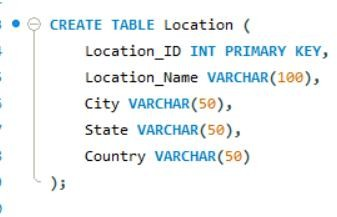 CREATE TABLE Location (
Location_ID INT PRIMARY KEY,
Location_Name VARCHAR(100),
City VARCHAR(50),
State VARCHAR(50),
Country VARCHAR(50)
);